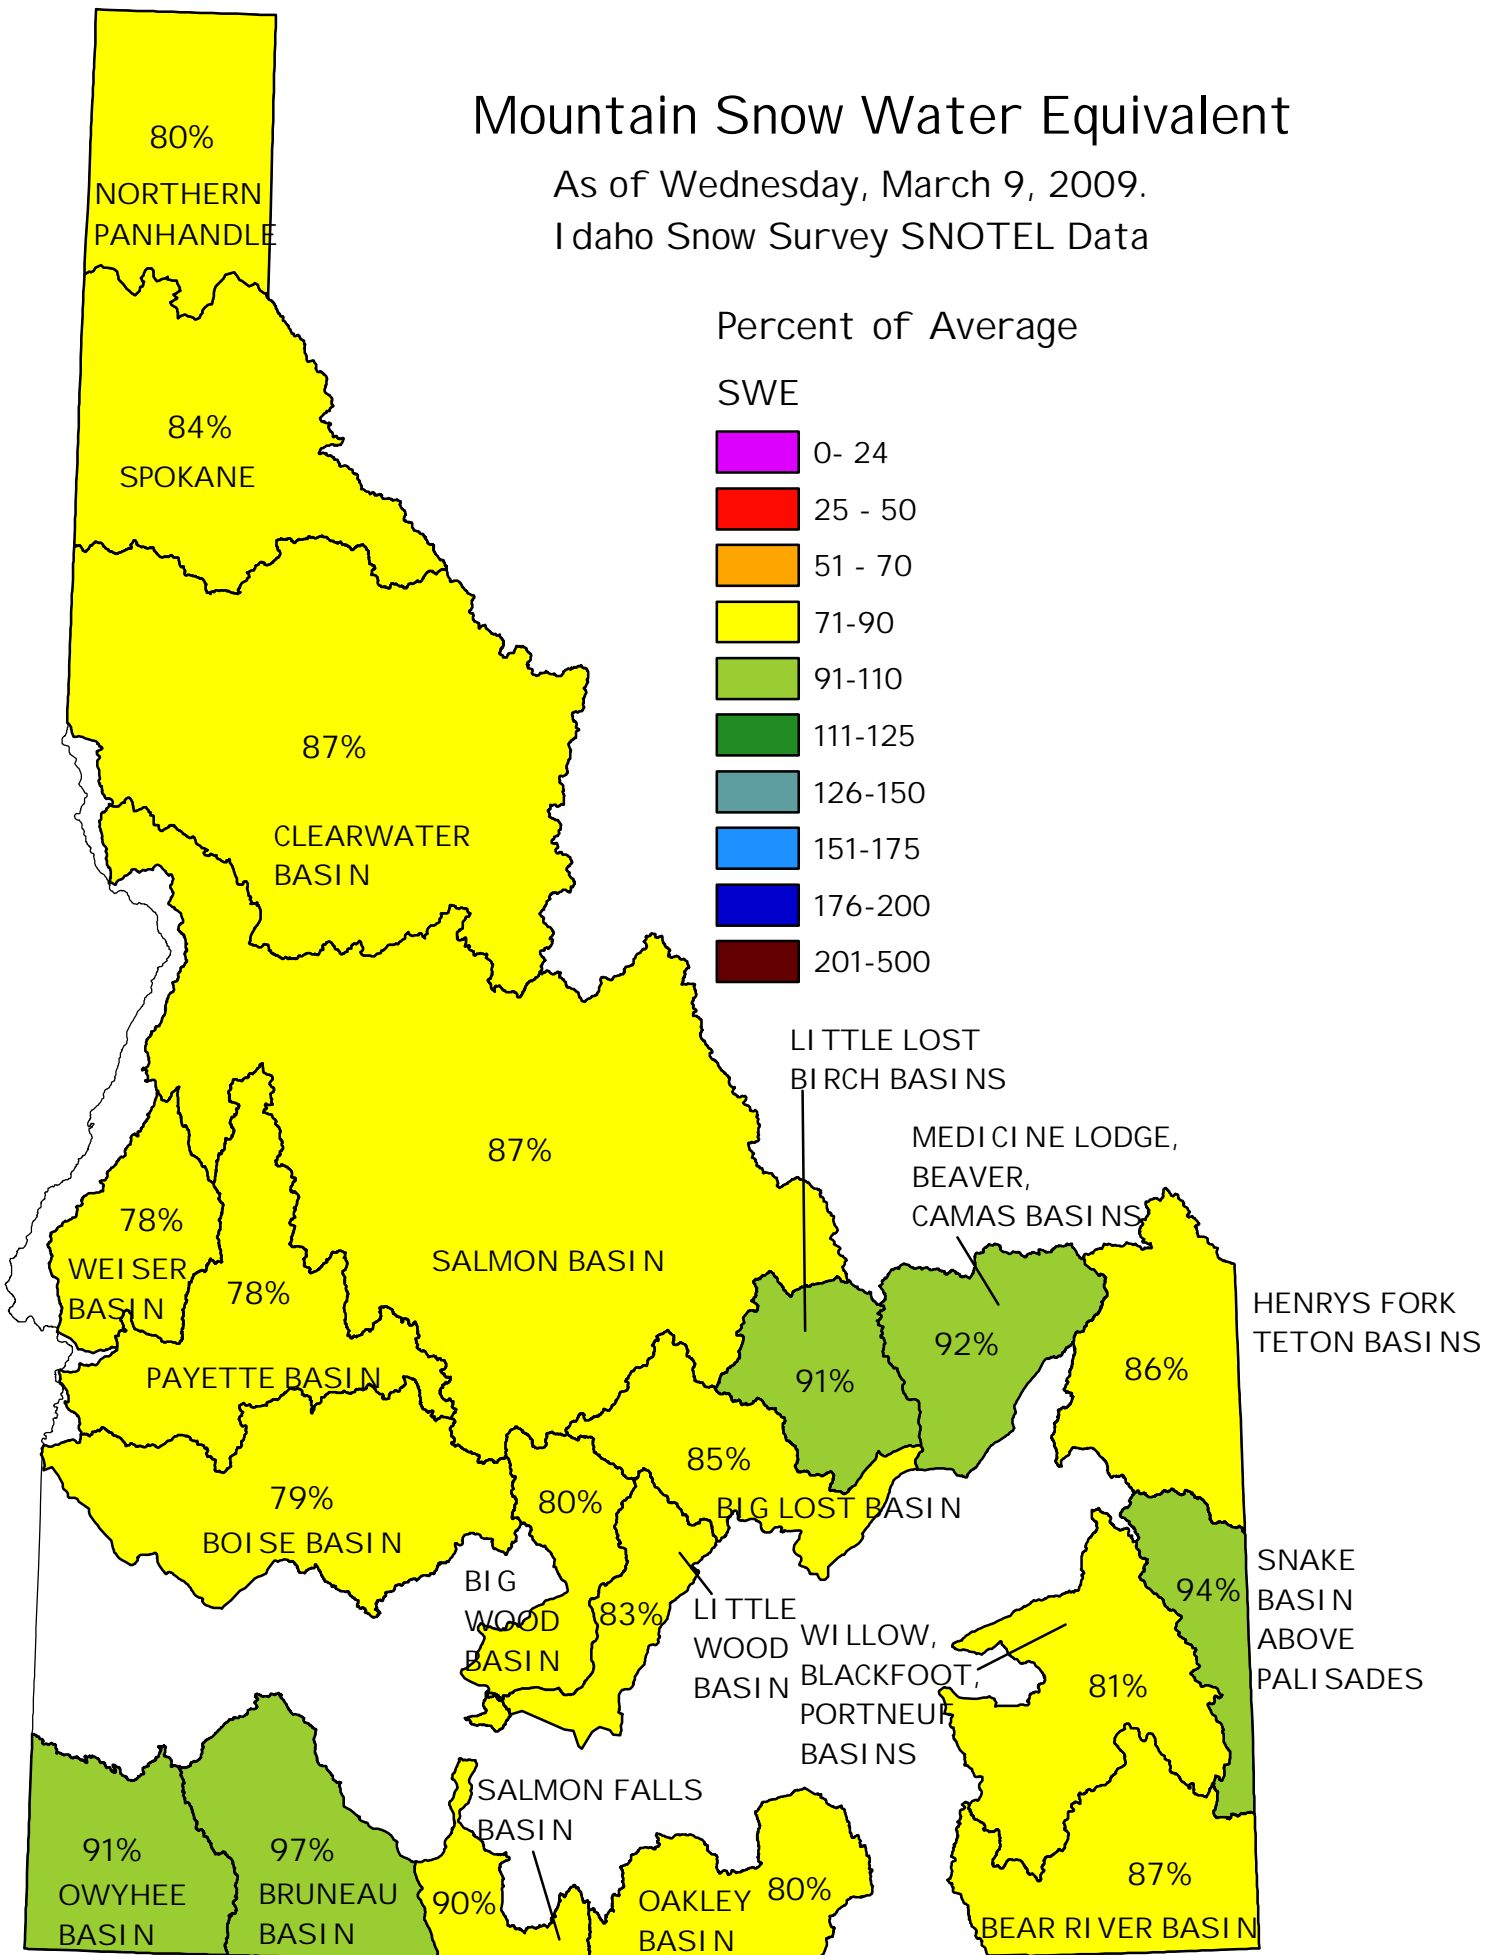 Mountain Snow Water Equivalent
As of Wednesday, March 9, 2009.
Idaho Snow Survey SNOTEL Data
Percent of Average
SWE
0- 24
25 - 50
51 - 70
71-90
91-110
111-125
126-150
151-175
176-200
201-500
80%
NORTHERN
PANHANDLE
84%
SPOKANE
87%
CLEARWATER
BASIN
87%
SALMON BASIN
LITTLE LOST
BIRCH BASINS
91%
MEDICINE LODGE,
BEAVER,
CAMAS BASINS
92%
HENRYS FORK
TETON BASINS
86%
78%
WEISER
BASIN
78%
PAYETTE BASIN
79%
BOISE BASIN
80%
BIG
WOOD
BASIN
85%
BIG LOST BASIN
83%
LITTLE
WOOD
BASIN
WILLOW,
BLACKFOOT,
PORTNEUF
BASINS
81%
94%
SNAKE
BASIN
ABOVE
PALISADES
91%
OWYHEE
BASIN
97%
BRUNEAU
BASIN
SALMON FALLS
BASIN
90%
OAKLEY
BASIN
80%
87%
BEAR RIVER BASIN